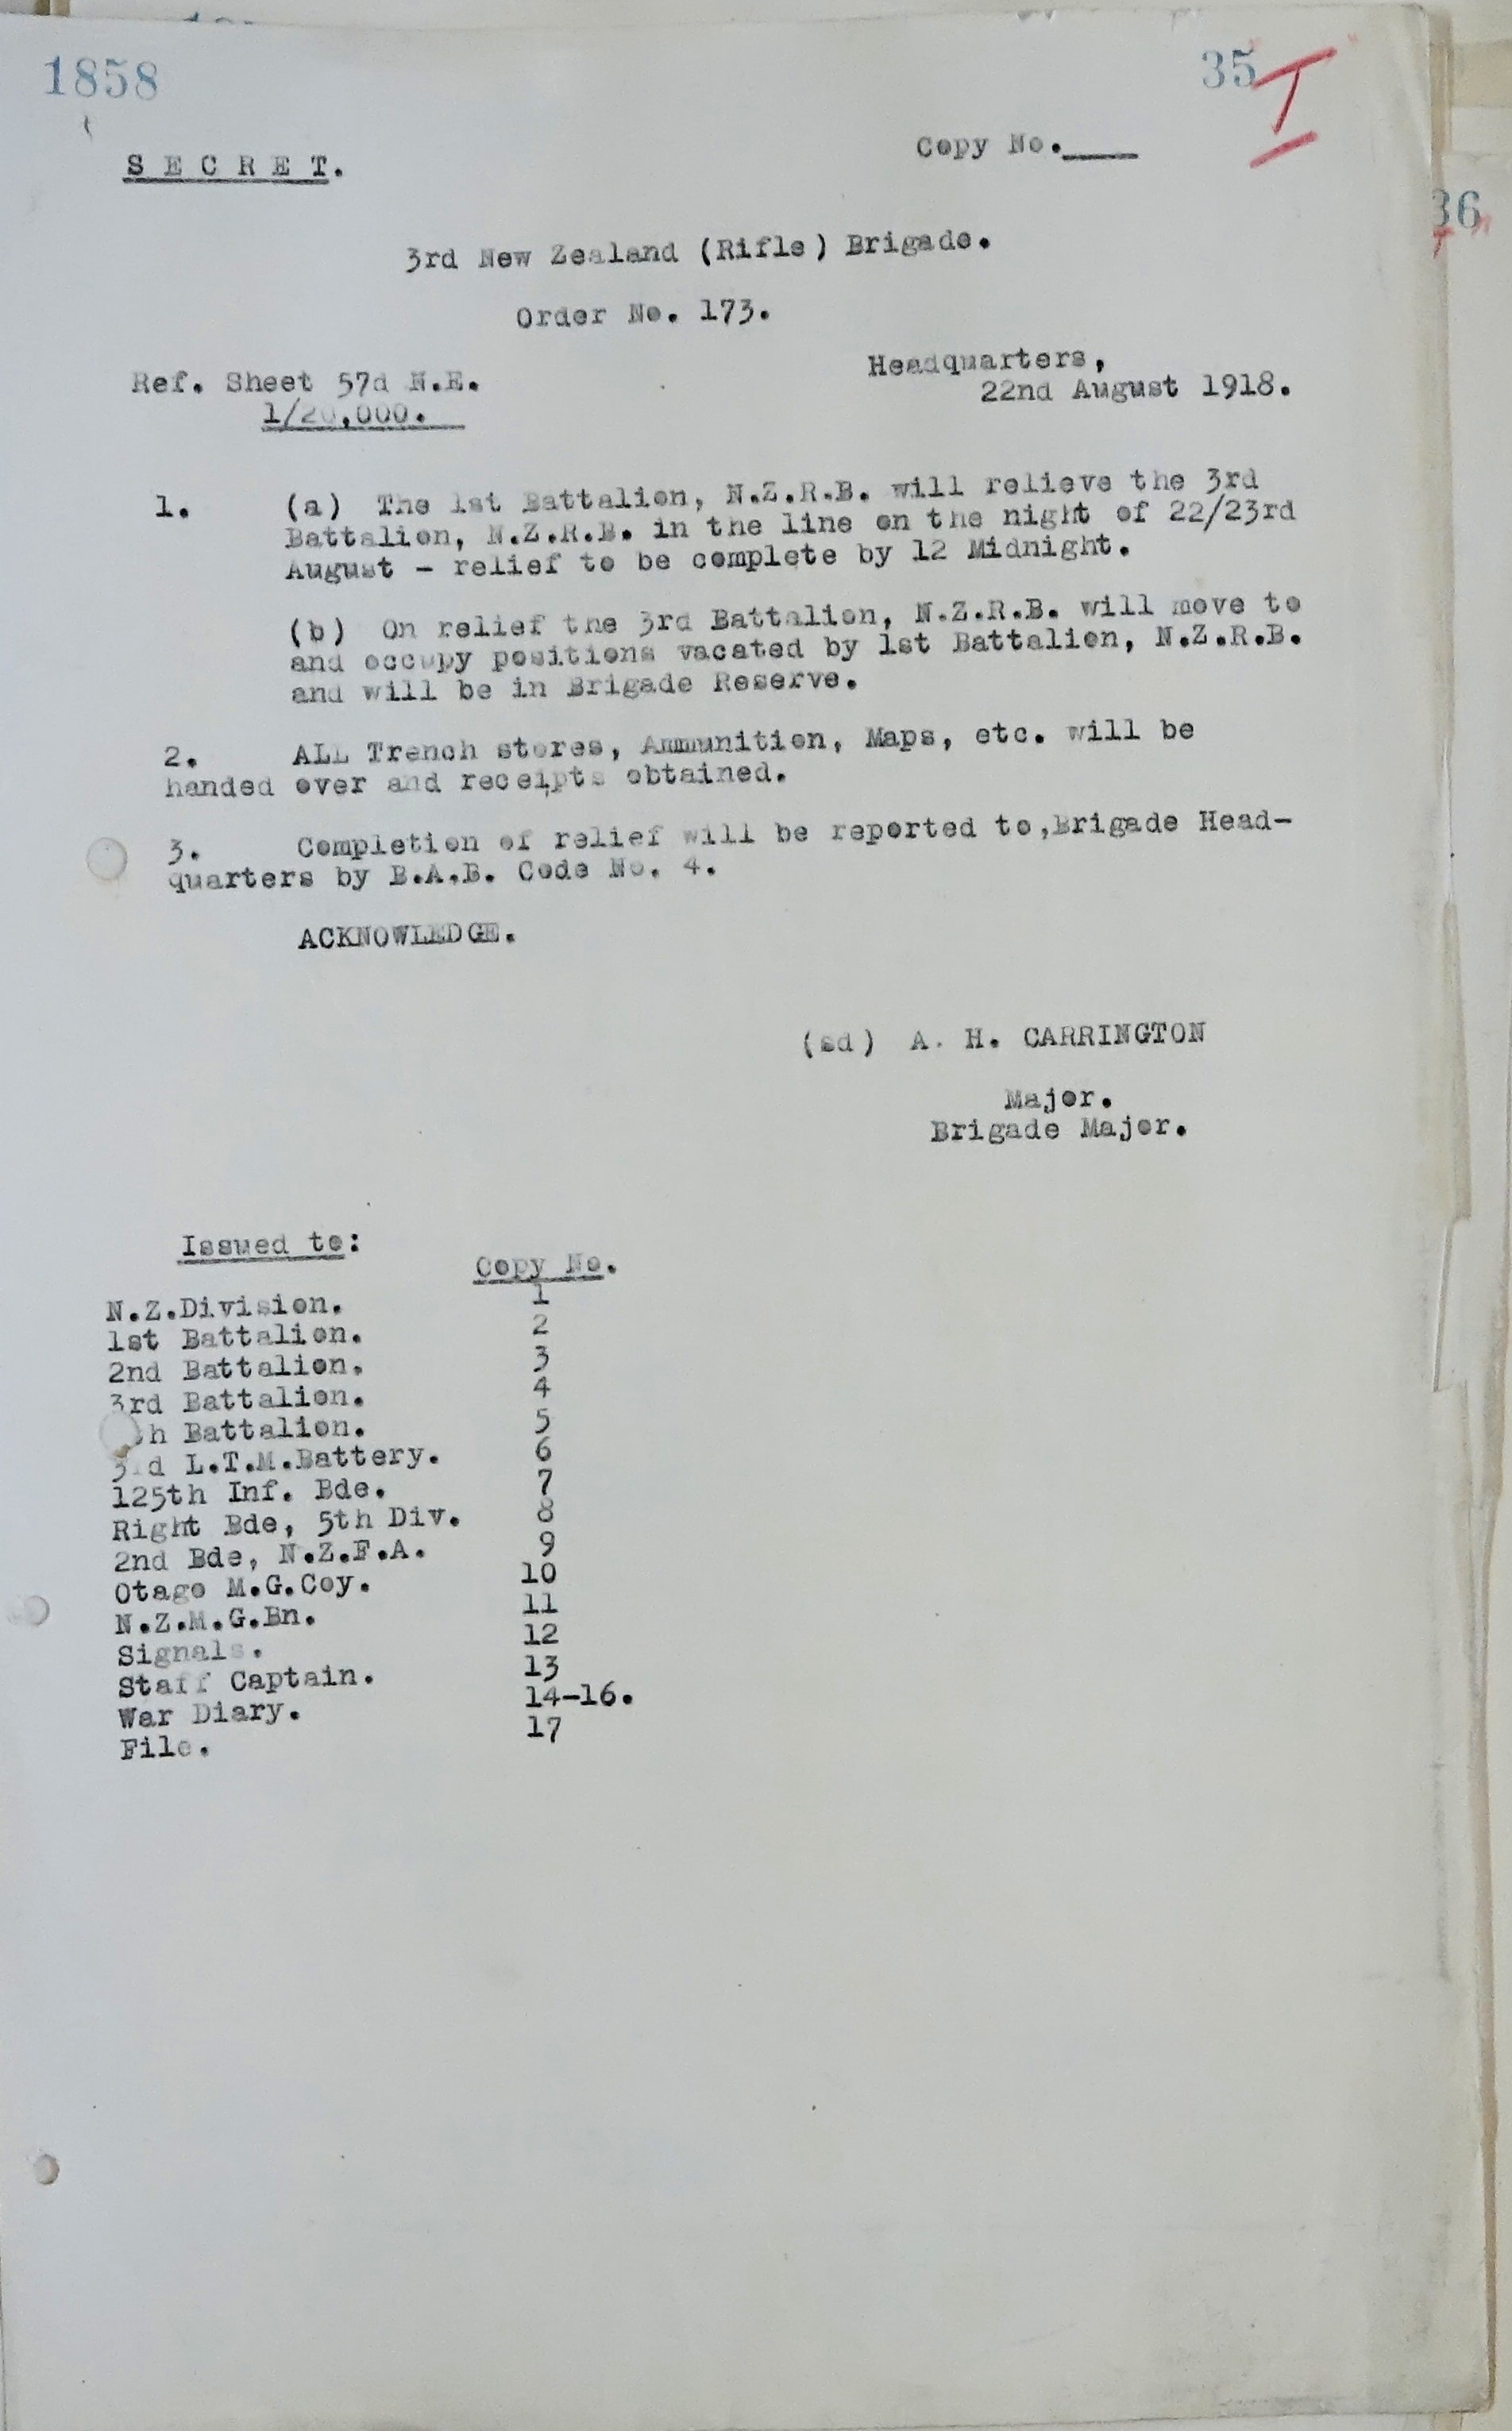 1858
35
I
SECRET.
Copy No.
36
3rd New Zealand (Rifle) Brigade.
Order No. 173.
Headquarters,
Ref. Sheet 57d N.E.
22nd August 1918.
1/20,000.
1. (a) The 1st Battalion, N.Z.R.B. will relieve the 3rd
Battalion, N.Z.R.B. in the line on the night of 22/23rd
August - relief to be complete by 12 Midnight.
(b) On relief the 3rd Battalion, N.Z.R.B. will move to
and occupy positions vacated by 1st Battalion, N.Z.R.B.
and will be in Brigade Reserve.
2. ALL Trench stores, Ammunition, Maps, etc. will be
handed over and receipts obtained.
3. Completion of relief will be reported to,Brigade Head-
quarters by B.A.B. Code No. 4.
ACKNOWLEDGE.
(sd) A. H. CARRINGTON
Major.
Brigade Major.
Issued to:
Copy No.
N.Z.Division. 1
1st Battalion. 2
2nd Battalion. 3
3rd Battalion. 4
Battalion. 5
3rd L.T.M.Battery. 6
125th Inf. Bde. 7
Right Bde, 5th Div. 8
2nd Bde, N.Z.F.A. 9
Otago M.G.Coy. 10
N.Z.M.G.Bn. 11
Signals. 12
Staff Captain. 13
War Diary. 14-16.
File. 17